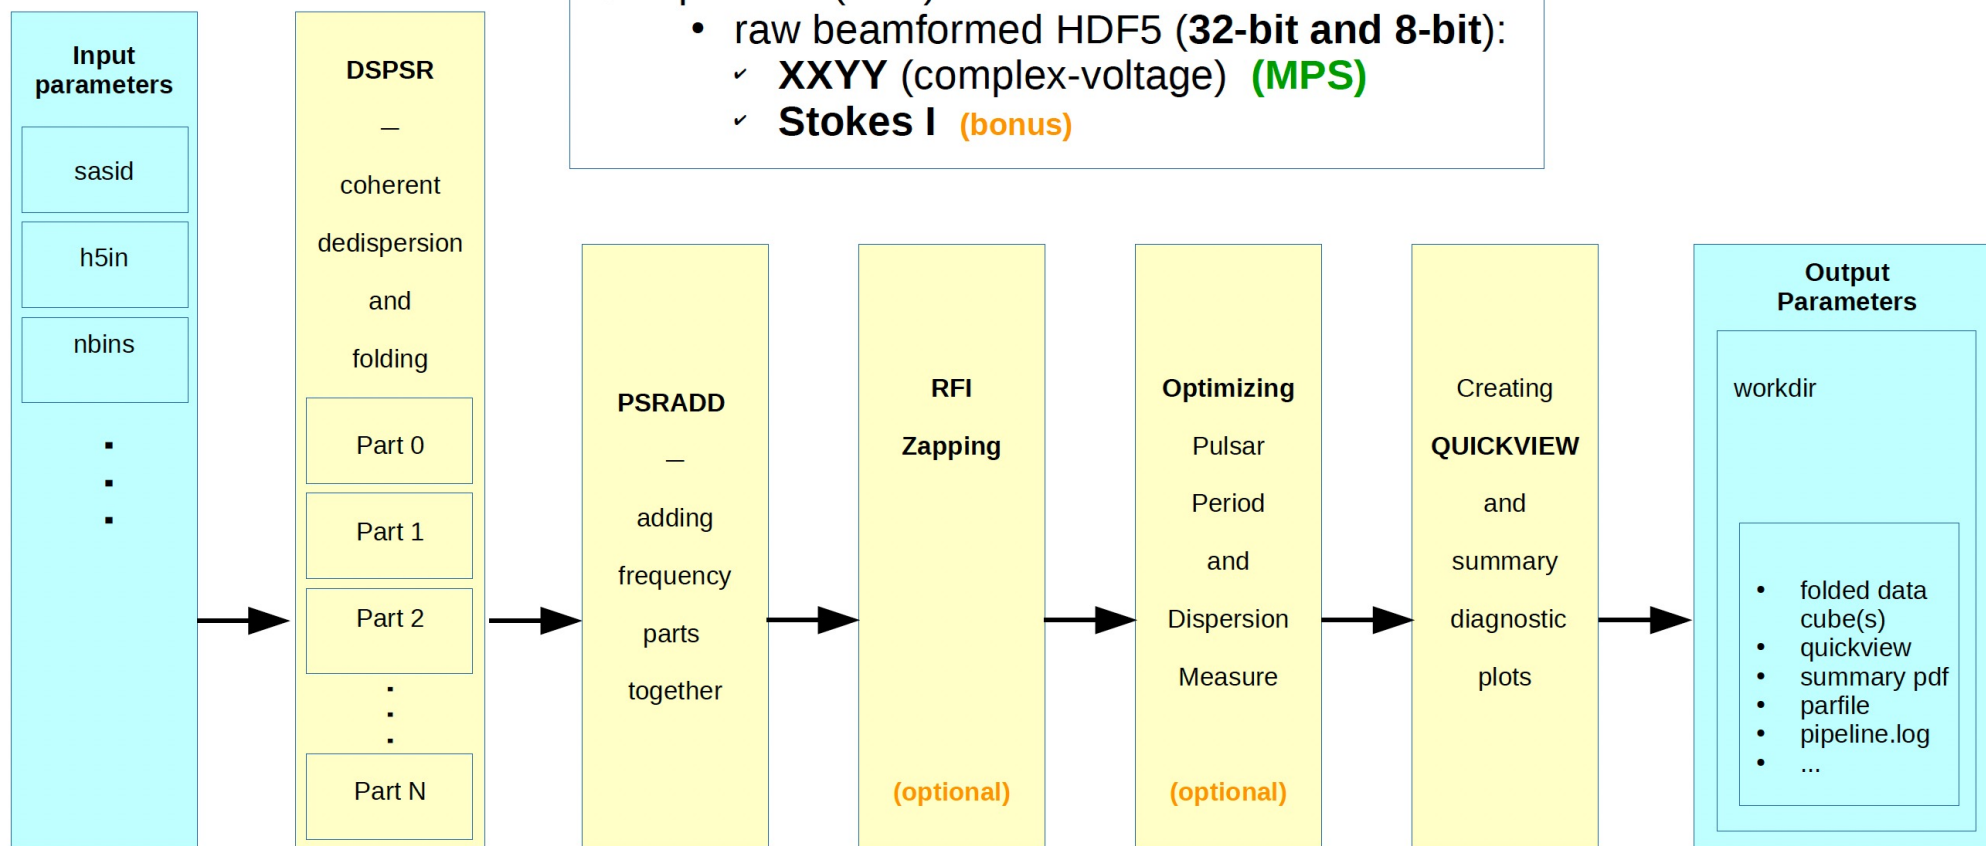 • raw beamformed HDF5 (32-bit and 8-bit):
✔ XXYY (complex-voltage) (MPS)
✔ Stokes I (bonus)
Input
parameters
sasid
h5in
nbins
DSPSR
–
coherent
dedispersion
and
folding
Part 0
Part 1
Part 2
Part N
PSRADD
–
adding
frequency
parts
together
RFI
Zapping
(optional)
Optimizing
Pulsar
Period
and
Dispersion
Measure
(optional)
Creating
QUICKVIEW
and
summary
diagnostic
plots
Output
Parameters
workdir
• folded data
cube(s)
• quickview
• summary pdf
• parfile
• pipeline.log
• ...